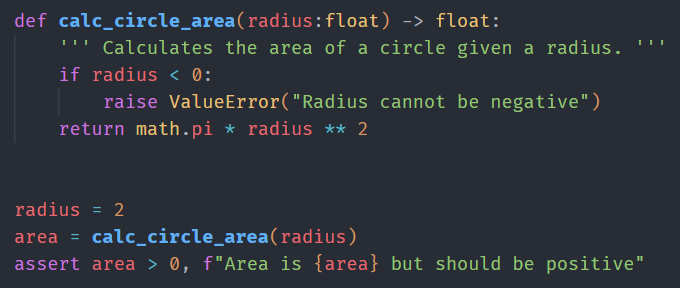 def calc_circle_area(radius:float) -> float:
    ''' Calculates the area of a circle given a radius. '''
    if radius < 0:
        raise ValueError("Radius cannot be negative")
    return math.pi * radius ** 2
radius = 2
area = calc_circle_area(radius)
assert area > 0, f"Area is {area} but should be positive"